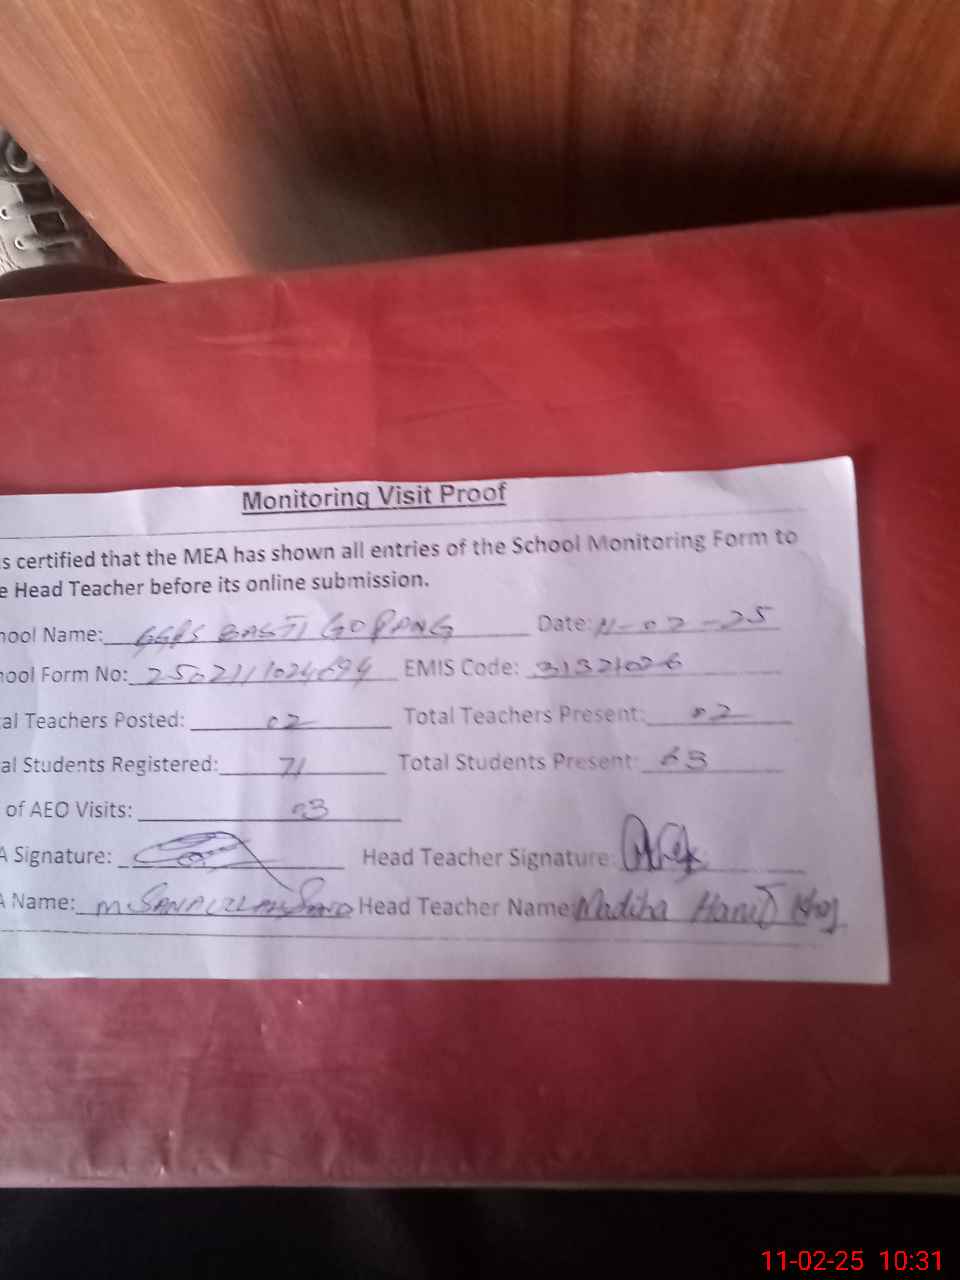 Monitoring Visit Proof
s certified that the MEA has shown all entries of the School Monitoring Form to
e Head Teacher before its online submission.
hool Name: GGPS BASTI GOPANG Date: 11-02-25
hool Form No: EMIS Code: 31321026
al Teachers Posted: 02 Total Teachers Present: 02
al Students Registered: 71 Total Students Present: 63
of AEO Visits: 03
A Signature: Head Teacher Signature:
A Name: Head Teacher Name: Madiha Hanif
11-02-25 10:31